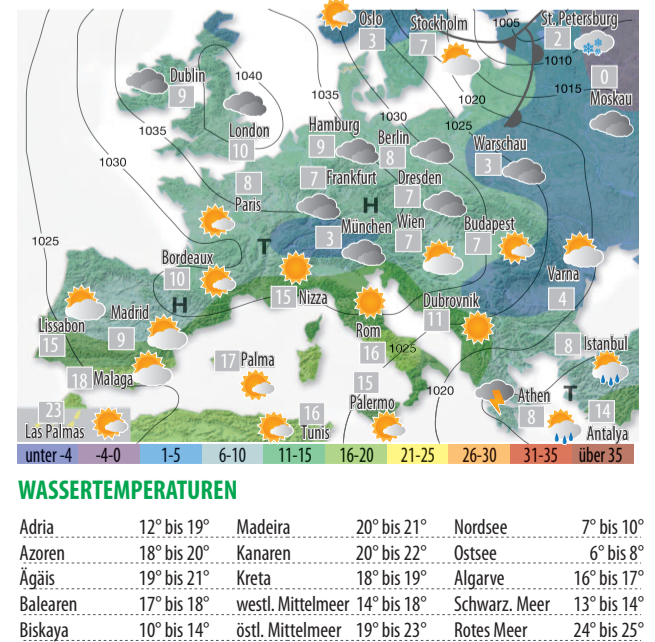 Oslo
3
Stockholm
7
1005
St. Petersburg
2
1010
1015
0
Moskau
Dublin
9
1040
1035
1030
1020
1025
London
10
1035
1030
Hamburg
9
Berlin
8
Warschau
3
8
Paris
7
Frankfurt
Dresden
7
H
T
München
3
Wien
7
Budapest
7
1025
Bordeaux
10
H
Varna
4
15
Nizza
Dubrovnik
11
Lissabon
15
Madrid
9
Rom
16
1025
8
Istanbul
17
Palma
18
Malaga
15
Palermo
1020
Athen
8
T
23
Las Palmas
16
Tunis
14
Antalya
unter -4 -4-0 1-5 6-10 11-15 16-20 21-25 26-30 31-35 über 35
WASSERTEMPERATUREN
Adria 12° bis 19° Madeira 20° bis 21° Nordsee 7° bis 10°
Azoren 18° bis 20° Kanaren 20° bis 22° Ostsee 6° bis 8°
Ägäis 19° bis 21° Kreta 18° bis 19° Algarve 16° bis 17°
Balearen 17° bis 18° westl. Mittelmeer 14° bis 18° Schwarz. Meer 13° bis 14°
Biskaya 10° bis 14° östl. Mittelmeer 19° bis 23° Rotes Meer 24° bis 25°